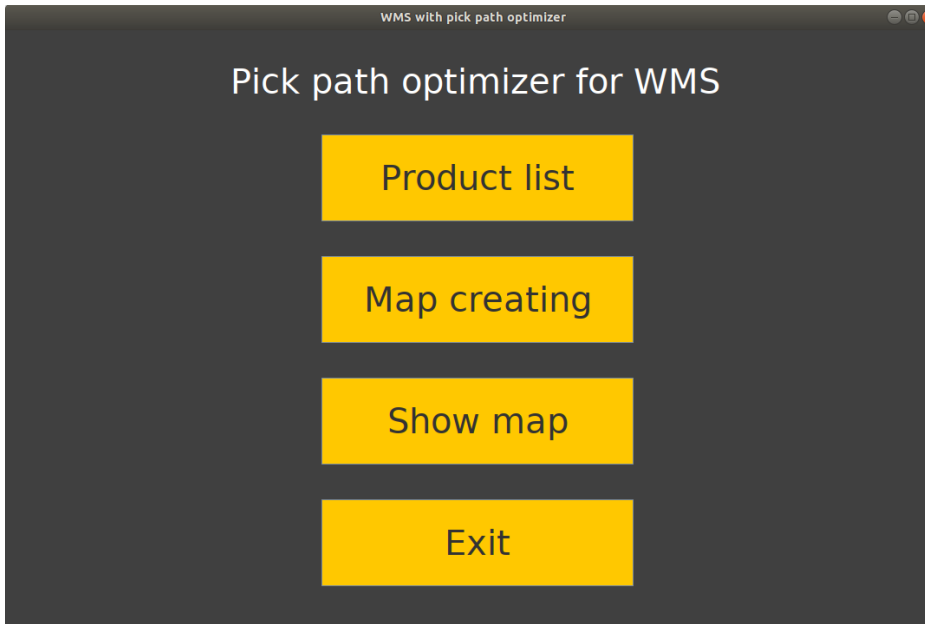 WMS with pick path optimizer
Pick path optimizer for WMS
Product list
Map creating
Show map
Exit